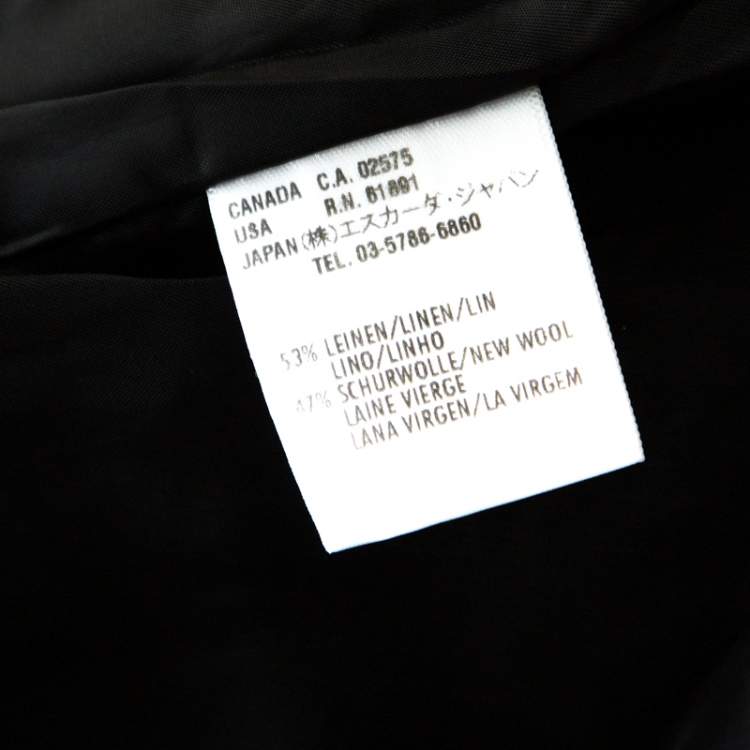 CANADA C.A. 02575
USA R.N. 61891
JAPAN (株)エスカーダ・ジャパン
TEL. 03-5786-6860
53% LEINEN/LINEN/LIN
LINO/LINHO
47% SCHURWOLLE/NEW WOOL
LAINE VIERGE
LANA VIRGEN/LA VIRGEM